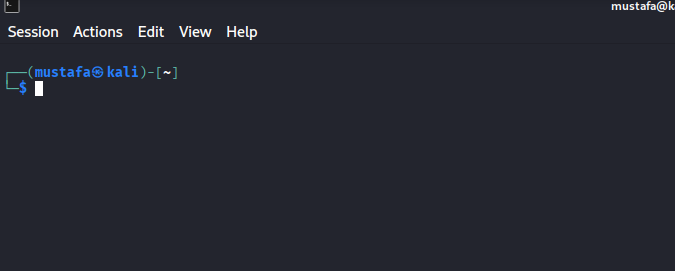 mustafa@k
Session Actions Edit View Help
┌──(mustafa㉿kali)-[~]
└─$